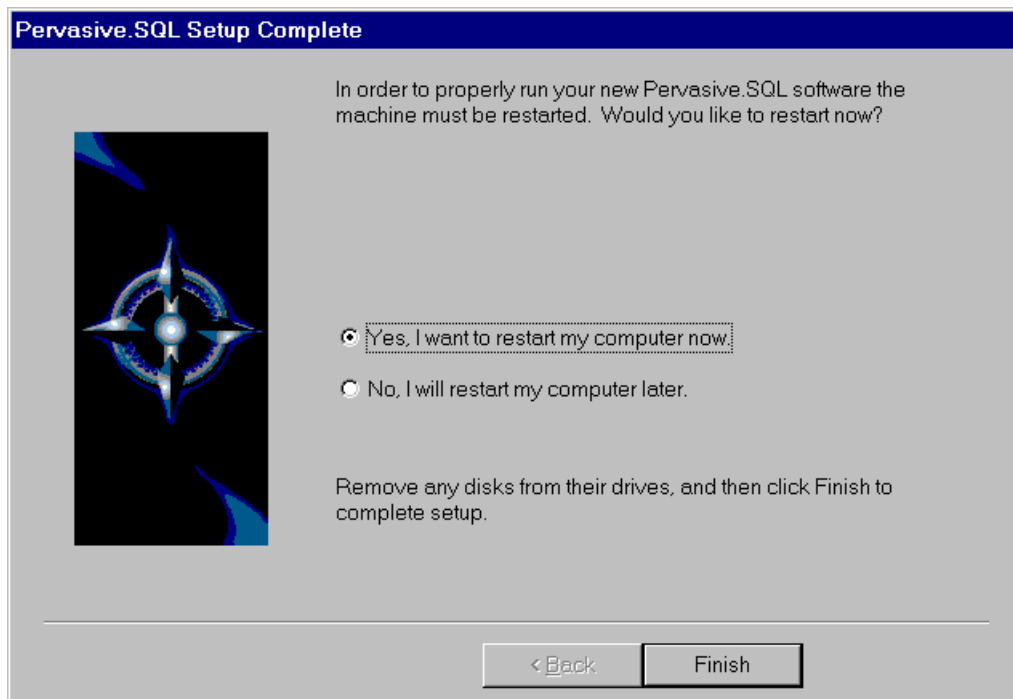 Pervasive.SQL Setup Complete
In order to properly run your new Pervasive.SQL software the
machine must be restarted.  Would you like to restart now?
Yes, I want to restart my computer now.
No, I will restart my computer later.
Remove any disks from their drives, and then click Finish to
complete setup.
< Back
Finish